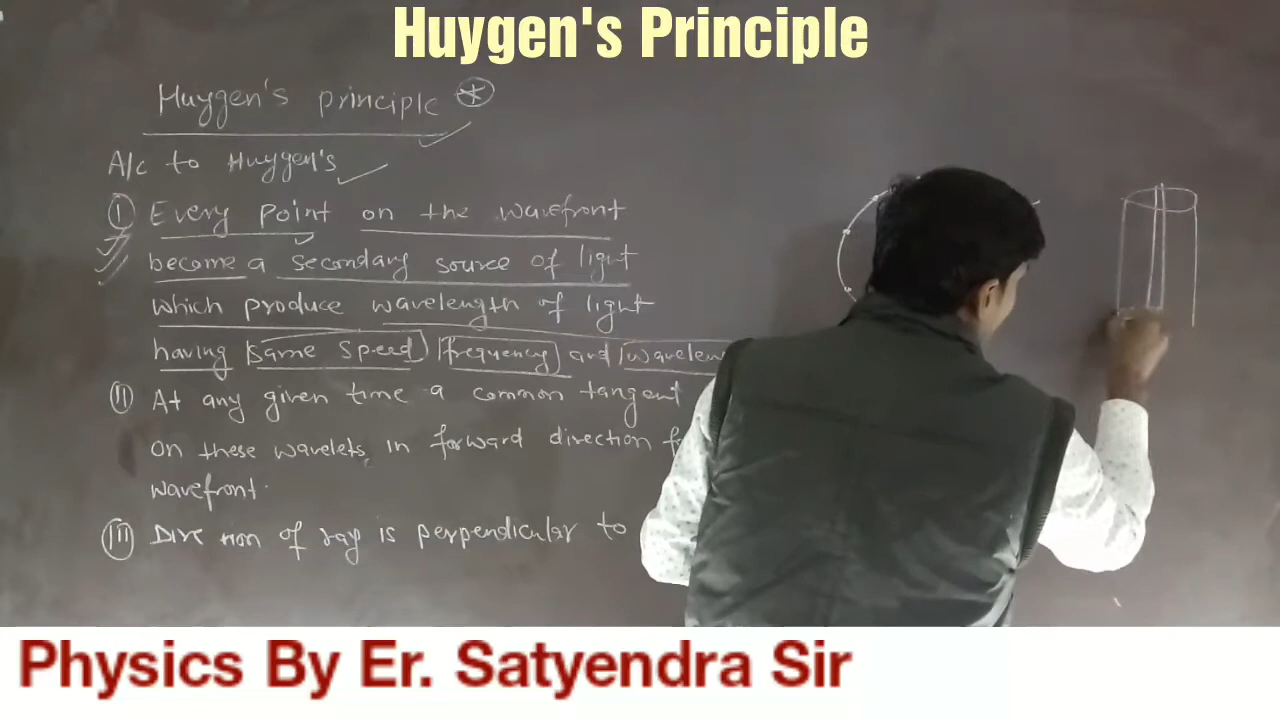 Huygen's Principle
Huygen's principle
A/c to Huygen's
(I) Every point on the wavefront
become a secondary source of light
which produce wavelength of light
having same speed frequency and wavelen
(II) At any given time a common tangent
on these wavelets in forward direction
wavefront.
(III) of ray is perpendicular to
Physics By Er. Satyendra Sir